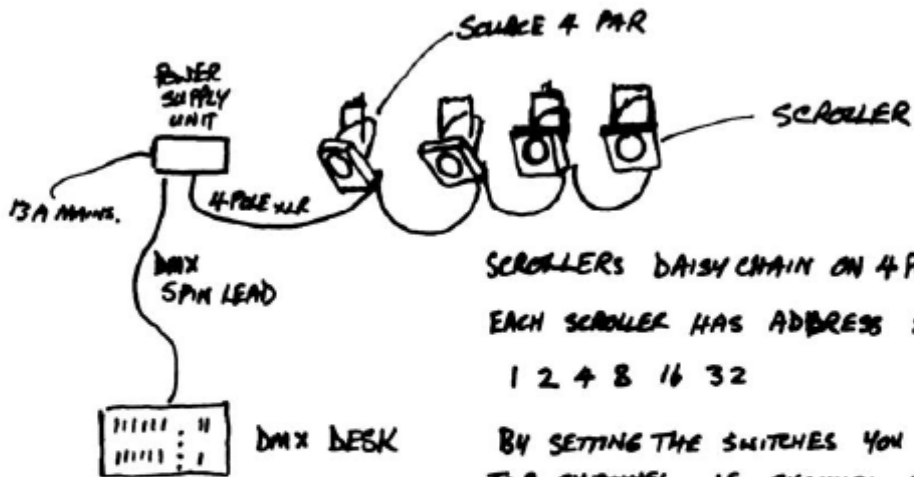 SOURCE 4 PAR
POWER
SUPPLY
UNIT
SCROLLER
13A MAINS.
4-POLE XLR
DMX
5PIN LEAD
SCROLLERS DAISY CHAIN ON 4 P
EACH SCROLLER HAS ADDRESS
1 2 4 8 16 32
DMX DESK
BY SETTING THE SWITCHES YOU